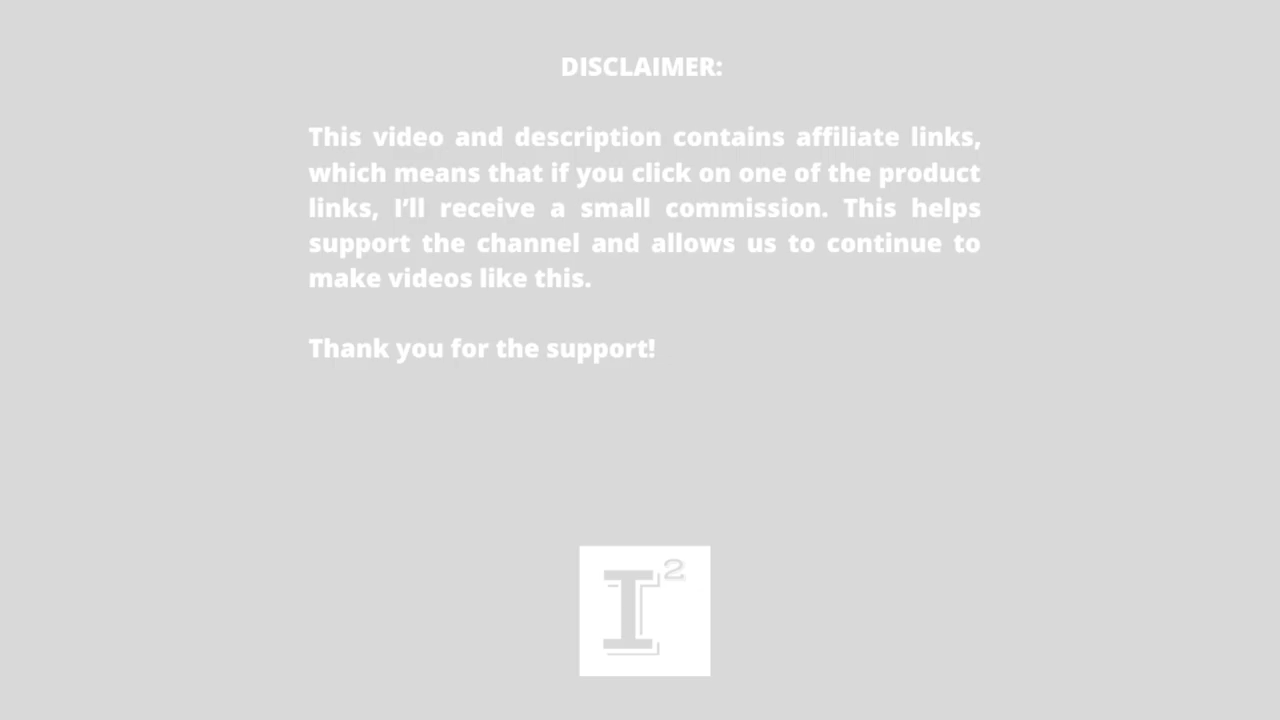 DISCLAIMER:
This video and description contains affiliate links,
which means that if you click on one of the product
links, I’ll receive a small commission. This helps
support the channel and allows us to continue to
make videos like this.
Thank you for the support!
I²